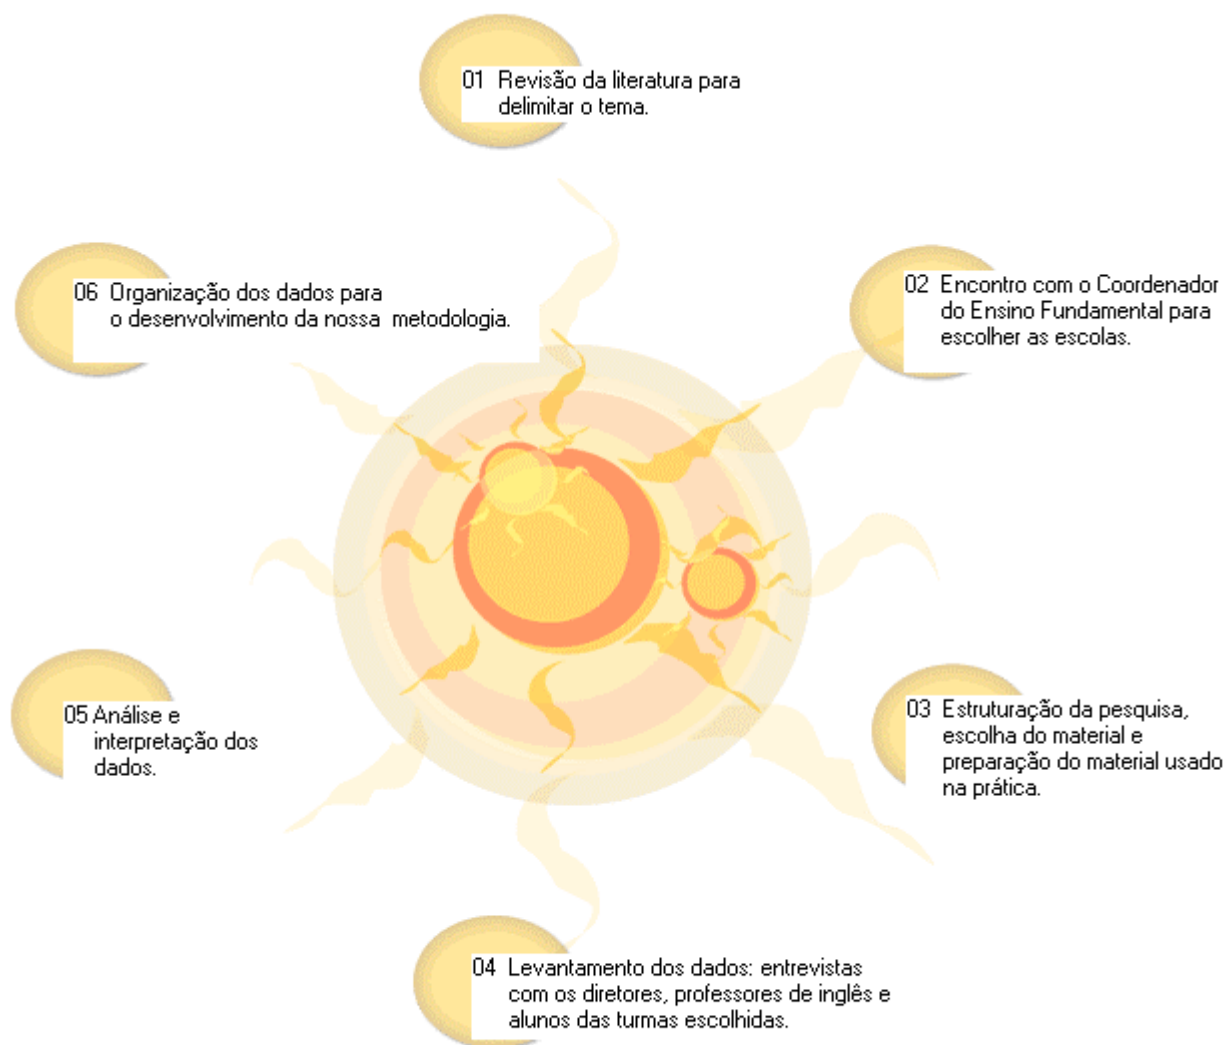 01 Revisão da literatura para
delimitar o tema.
02 Encontro com o Coordenador
do Ensino Fundamental para
escolher as escolas.
03 Estruturação da pesquisa,
escolha do material e
preparação do material usado
na prática.
04 Levantamento dos dados: entrevistas
com os diretores, professores de inglês e
alunos das turmas escolhidas.
05 Análise e
interpretação dos
dados.
06 Organização dos dados para
o desenvolvimento da nossa metodologia.